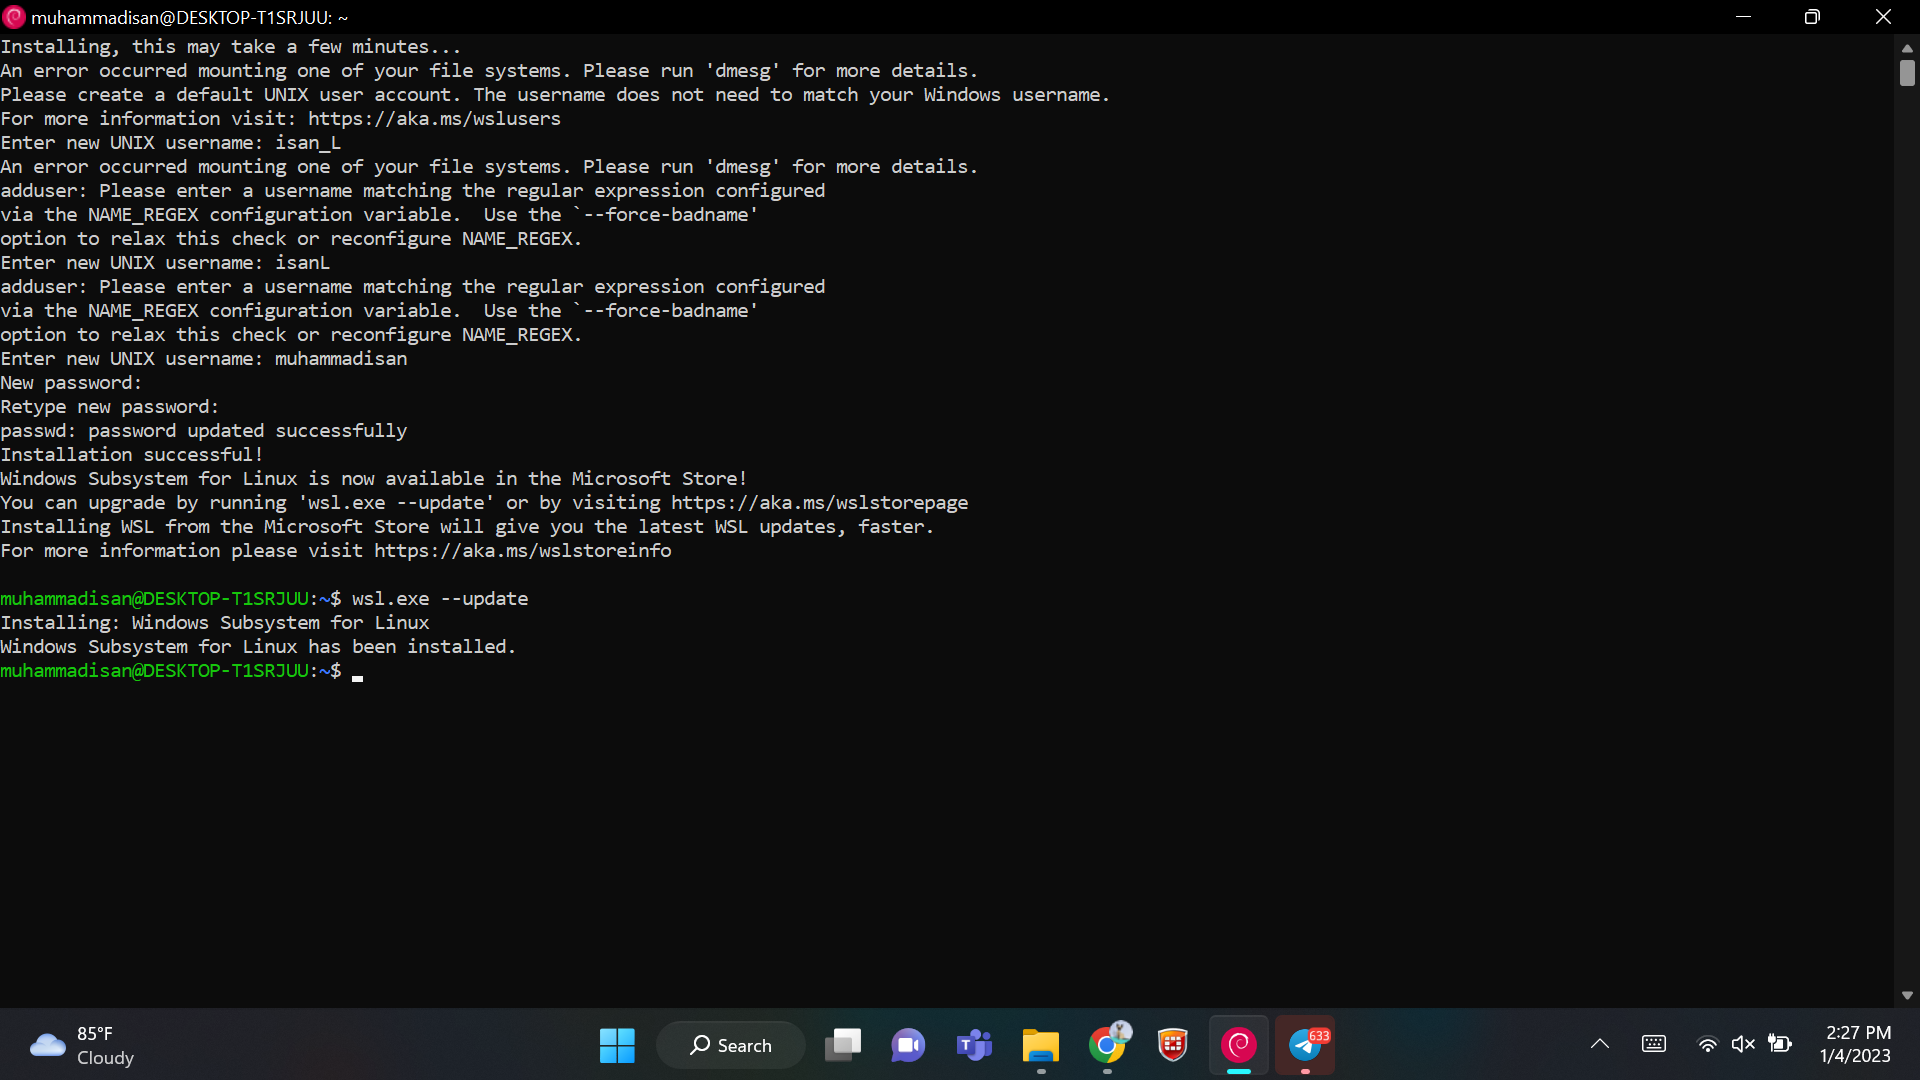 muhammadisan@DESKTOP-T1SRJUU: ~
Installing, this may take a few minutes...
An error occurred mounting one of your file systems. Please run 'dmesg' for more details.
Please create a default UNIX user account. The username does not need to match your Windows username.
For more information visit: https://aka.ms/wslusers
Enter new UNIX username: isan_L
An error occurred mounting one of your file systems. Please run 'dmesg' for more details.
adduser: Please enter a username matching the regular expression configured
via the NAME_REGEX configuration variable.  Use the `--force-badname'
option to relax this check or reconfigure NAME_REGEX.
Enter new UNIX username: isanL
adduser: Please enter a username matching the regular expression configured
via the NAME_REGEX configuration variable.  Use the `--force-badname'
option to relax this check or reconfigure NAME_REGEX.
Enter new UNIX username: muhammadisan
New password:
Retype new password:
passwd: password updated successfully
Installation successful!
Windows Subsystem for Linux is now available in the Microsoft Store!
You can upgrade by running 'wsl.exe --update' or by visiting https://aka.ms/wslstorepage
Installing WSL from the Microsoft Store will give you the latest WSL updates, faster.
For more information please visit https://aka.ms/wslstoreinfo
muhammadisan@DESKTOP-T1SRJUU:~$ wsl.exe --update
Installing: Windows Subsystem for Linux
Windows Subsystem for Linux has been installed.
muhammadisan@DESKTOP-T1SRJUU:~$
85°F
Cloudy
Search
T
633
2:27 PM
1/4/2023